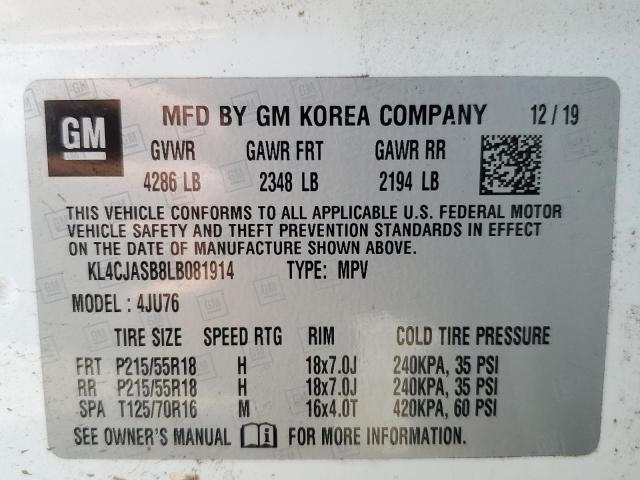 GM MFD BY GM KOREA COMPANY 12/19
GVWR GAWR FRT GAWR RR
4286 LB 2348 LB 2194 LB
THIS VEHICLE CONFORMS TO ALL APPLICABLE U.S. FEDERAL MOTOR
VEHICLE SAFETY AND THEFT PREVENTION STANDARDS IN EFFECT
ON THE DATE OF MANUFACTURE SHOWN ABOVE.
KL4CJASB8LB081914 TYPE: MPV
MODEL: 4JU76
TIRE SIZE SPEED RTG RIM COLD TIRE PRESSURE
FRT P215/55R18 H 18x7.0J 240KPA, 35 PSI
RR P215/55R18 H 18x7.0J 240KPA, 35 PSI
SPA T125/70R16 M 16x4.0T 420KPA, 60 PSI
SEE OWNER'S MANUAL FOR MORE INFORMATION.